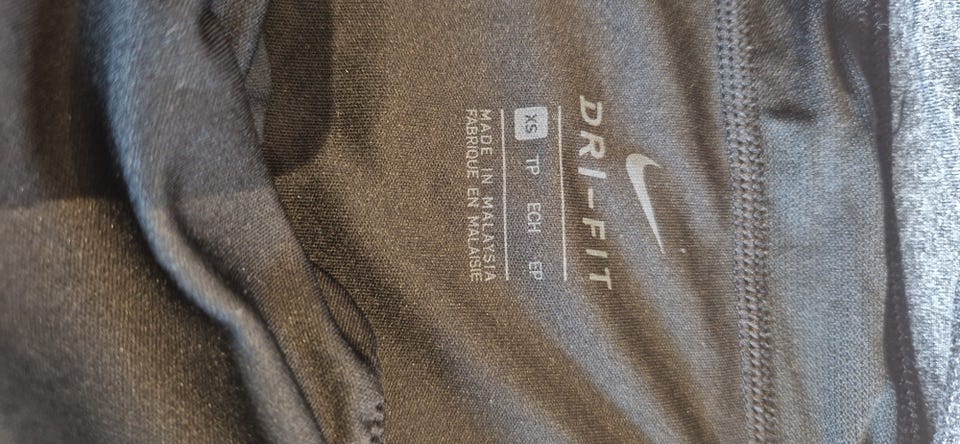 DRI-FIT
XS TP ECH EP
MADE IN MALAYSIA
FABRIQUE EN MALAISIE